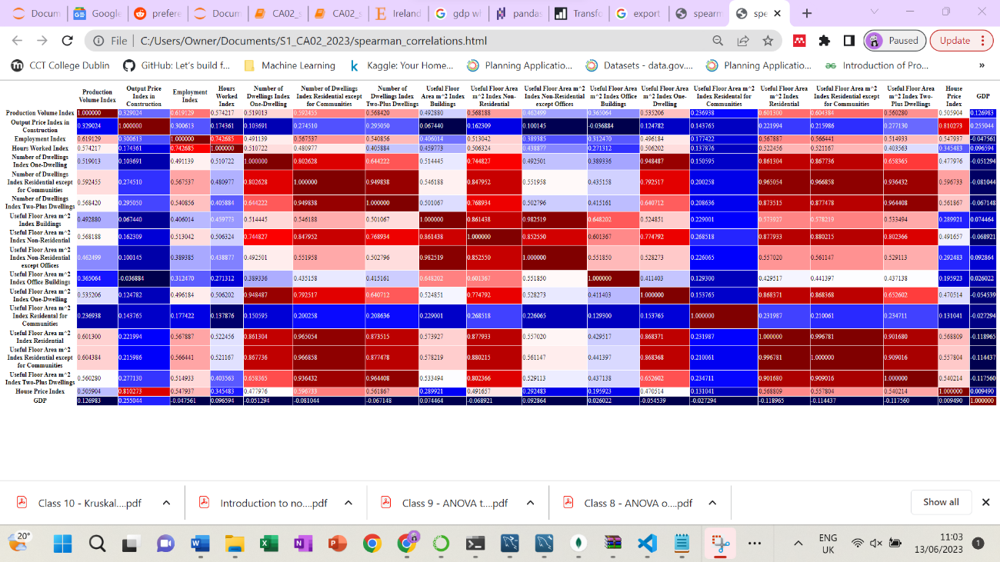 Docum
Google
prefere
Docum
CA02_s
CA02_s
Ireland
gdp wh
pandas
Transfo
export
spearm
spe
File C:/Users/Owner/Documents/S1_CA02_2023/spearman_correlations.html
Paused
Update
CCT College Dublin
GitHub: Let's build f...
Machine Learning
Kaggle: Your Home...
Planning Applicatio...
Datasets - data.gov....
Planning Applicatio...
Introduction of Pro...
»
Production Volume Index
Output Price Index in Construction
Employment Index
Hours Worked Index
Number of Dwellings Index One-Dwelling
Number of Dwellings Index Residential except for Communities
Number of Dwellings Index Two-Plus Dwellings
Useful Floor Area m^2 Index Buildings
Useful Floor Area m^2 Index Non-Residential
Useful Floor Area m^2 Index Non-Residential except Offices
Useful Floor Area m^2 Index Office Buildings
Useful Floor Area m^2 Index One-Dwelling
Useful Floor Area m^2 Index Residental for Communities
Useful Floor Area m^2 Index Residential
Useful Floor Area m^2 Index Residential except for Communities
Useful Floor Area m^2 Index Two-Plus Dwellings
House Price Index
GDP
Production Volume Index 1.000000 0.329024 0.619129 0.574217 0.519013 0.592455 0.568420 0.492880 0.568188 0.462499 0.365064 0.535206 0.236938 0.601300 0.604384 0.560280 0.505904 0.126983
Output Price Index in Construction 0.329024 1.000000 0.300613 0.174361 0.103691 0.274510 0.295050 0.067440 0.162309 0.100145 -0.036884 0.124782 0.143765 0.221994 0.215986 0.277130 0.810273 0.255044
Employment Index 0.619129 0.300613 1.000000 0.742685 0.491139 0.567537 0.540856 0.406014 0.513042 0.389385 0.312470 0.496184 0.177422 0.567887 0.566441 0.514933 0.547937 -0.047561
Hours Worked Index 0.574217 0.174361 0.742685 1.000000 0.510722 0.480977 0.405884 0.459773 0.506324 0.438877 0.271312 0.506202 0.137876 0.522456 0.521167 0.403563 0.345483 0.096594
Number of Dwellings Index One-Dwelling 0.519013 0.103691 0.491139 0.510722 1.000000 0.802628 0.644222 0.514445 0.744827 0.492501 0.389336 0.948487 0.150595 0.861304 0.867736 0.658365 0.477976 -0.051294
Number of Dwellings Index Residential except for Communities 0.592455 0.274510 0.567537 0.480977 0.802628 1.000000 0.949838 0.546188 0.847952 0.551958 0.435158 0.792517 0.200258 0.965054 0.966858 0.936432 0.596733 -0.081044
Number of Dwellings Index Two-Plus Dwellings 0.568420 0.295050 0.540856 0.405884 0.644222 0.949838 1.000000 0.501067 0.768934 0.502796 0.415161 0.640712 0.208636 0.873515 0.877478 0.964408 0.561867 -0.067148
Useful Floor Area m^2 Index Buildings 0.492880 0.067440 0.406014 0.459773 0.514445 0.546188 0.501067 1.000000 0.861438 0.982519 0.648202 0.524851 0.229001 0.573927 0.578219 0.533494 0.289921 0.074464
Useful Floor Area m^2 Index Non-Residential 0.568188 0.162309 0.513042 0.506324 0.744827 0.847952 0.768934 0.861438 1.000000 0.852550 0.601367 0.774792 0.268518 0.877933 0.880215 0.802366 0.491657 -0.068921
Useful Floor Area m^2 Index Non-Residential except Offices 0.462499 0.100145 0.389385 0.438877 0.492501 0.551958 0.502796 0.982519 0.852550 1.000000 0.551850 0.528273 0.226065 0.557020 0.561147 0.529113 0.292483 0.092864
Useful Floor Area m^2 Index Office Buildings 0.365064 -0.036884 0.312470 0.271312 0.389336 0.435158 0.415161 0.648202 0.601367 0.551850 1.000000 0.411403 0.129300 0.429517 0.441397 0.437138 0.195923 0.026022
Useful Floor Area m^2 Index One-Dwelling 0.535206 0.124782 0.496184 0.506202 0.948487 0.792517 0.640712 0.524851 0.774792 0.528273 0.411403 1.000000 0.153765 0.868371 0.868368 0.652602 0.470514 -0.054539
Useful Floor Area m^2 Index Residental for Communities 0.236938 0.143765 0.177422 0.137876 0.150595 0.200258 0.208636 0.229001 0.268518 0.226065 0.129300 0.153765 1.000000 0.231987 0.210061 0.234711 0.131041 -0.027294
Useful Floor Area m^2 Index Residential 0.601300 0.221994 0.567887 0.522456 0.861304 0.965054 0.873515 0.573927 0.877933 0.557020 0.429517 0.868371 0.231987 1.000000 0.996781 0.901680 0.568809 -0.118965
Useful Floor Area m^2 Index Residential except for Communities 0.604384 0.215986 0.566441 0.521167 0.867736 0.966858 0.877478 0.578219 0.880215 0.561147 0.441397 0.868368 0.210061 0.996781 1.000000 0.909016 0.557804 -0.114437
Useful Floor Area m^2 Index Two-Plus Dwellings 0.560280 0.277130 0.514933 0.403563 0.658365 0.936432 0.964408 0.533494 0.802366 0.529113 0.437138 0.652602 0.234711 0.901680 0.909016 1.000000 0.540214 -0.117560
House Price Index 0.505904 0.810273 0.547937 0.345483 0.477976 0.596733 0.561867 0.289921 0.491657 0.292483 0.195923 0.470514 0.131041 0.568809 0.557804 0.540214 1.000000 0.009490
GDP 0.126983 0.255044 -0.047561 0.096594 -0.051294 -0.081044 -0.067148 0.074464 -0.068921 0.092864 0.026022 -0.054539 -0.027294 -0.118965 -0.114437 -0.117560 0.009490 1.000000
Class 10 - Kruskal....pdf
Introduction to no....pdf
Class 9 - ANOVA t....pdf
Class 8 - ANOVA o....pdf
Show all
20°
ENG
UK
11:03
13/06/2023
1